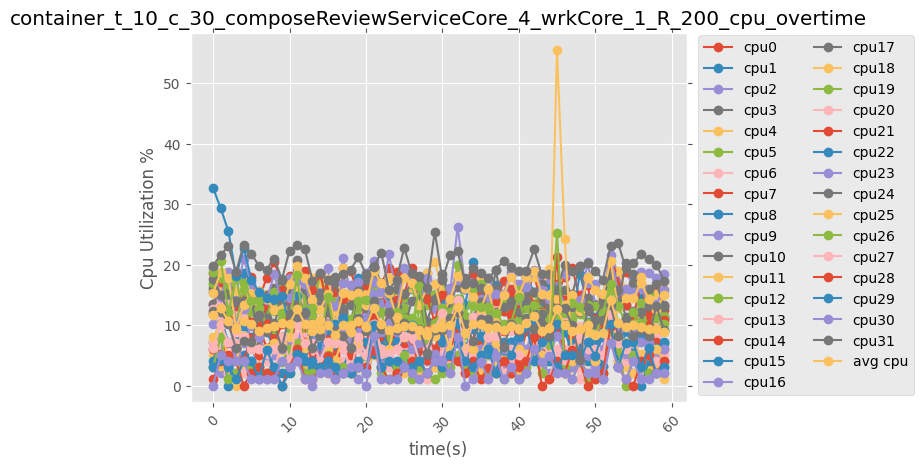 container_t_10_c_30_composeReviewServiceCore_4_wrkCore_1_R_200_cpu_overtime
Cpu Utilization %
50
40
30
20
10
0
0
10
20
30
40
50
60
time(s)
cpu0
cpu1
cpu2
cpu3
cpu4
cpu5
cpu6
cpu7
cpu8
cpu9
cpu10
cpu11
cpu12
cpu13
cpu14
cpu15
cpu16
cpu17
cpu18
cpu19
cpu20
cpu21
cpu22
cpu23
cpu24
cpu25
cpu26
cpu27
cpu28
cpu29
cpu30
cpu31
avg cpu